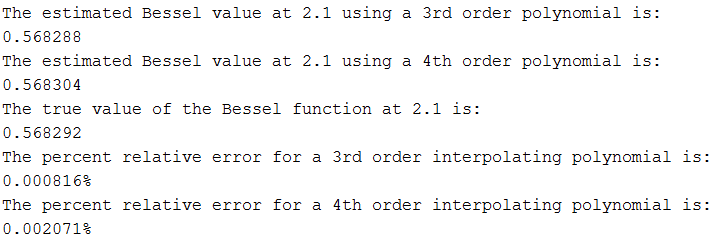 The estimated Bessel value at 2.1 using a 3rd order polynomial is:
0.568288
The estimated Bessel value at 2.1 using a 4th order polynomial is:
0.568304
The true value of the Bessel function at 2.1 is:
0.568292
The percent relative error for a 3rd order interpolating polynomial is:
0.000816%
The percent relative error for a 4th order interpolating polynomial is:
0.002071%